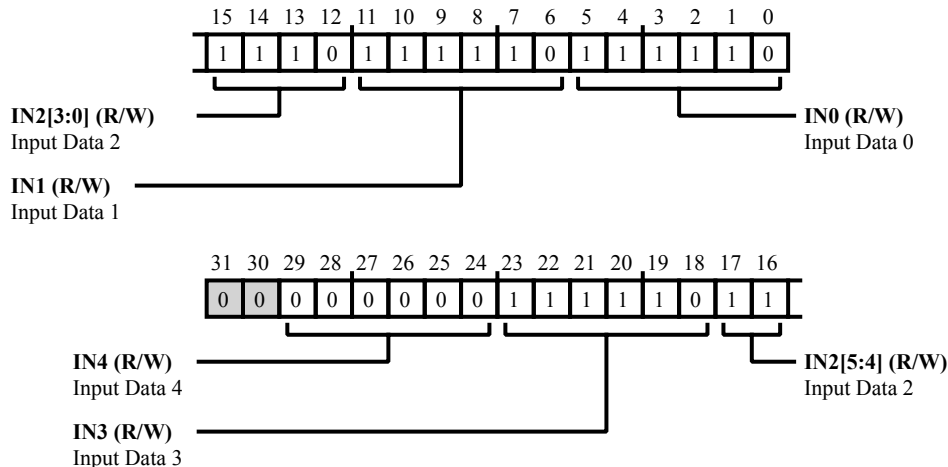 15 14 13 12 11 10 9 8 7 6 5 4 3 2 1 0
1 1 1 0 1 1 1 1 1 0 1 1 1 1 1 0
IN2[3:0] (R/W)
Input Data 2
IN0 (R/W)
Input Data 0
IN1 (R/W)
Input Data 1
31 30 29 28 27 26 25 24 23 22 21 20 19 18 17 16
0 0 0 0 0 0 0 0 1 1 1 1 1 0 1 1
IN4 (R/W)
Input Data 4
IN2[5:4] (R/W)
Input Data 2
IN3 (R/W)
Input Data 3